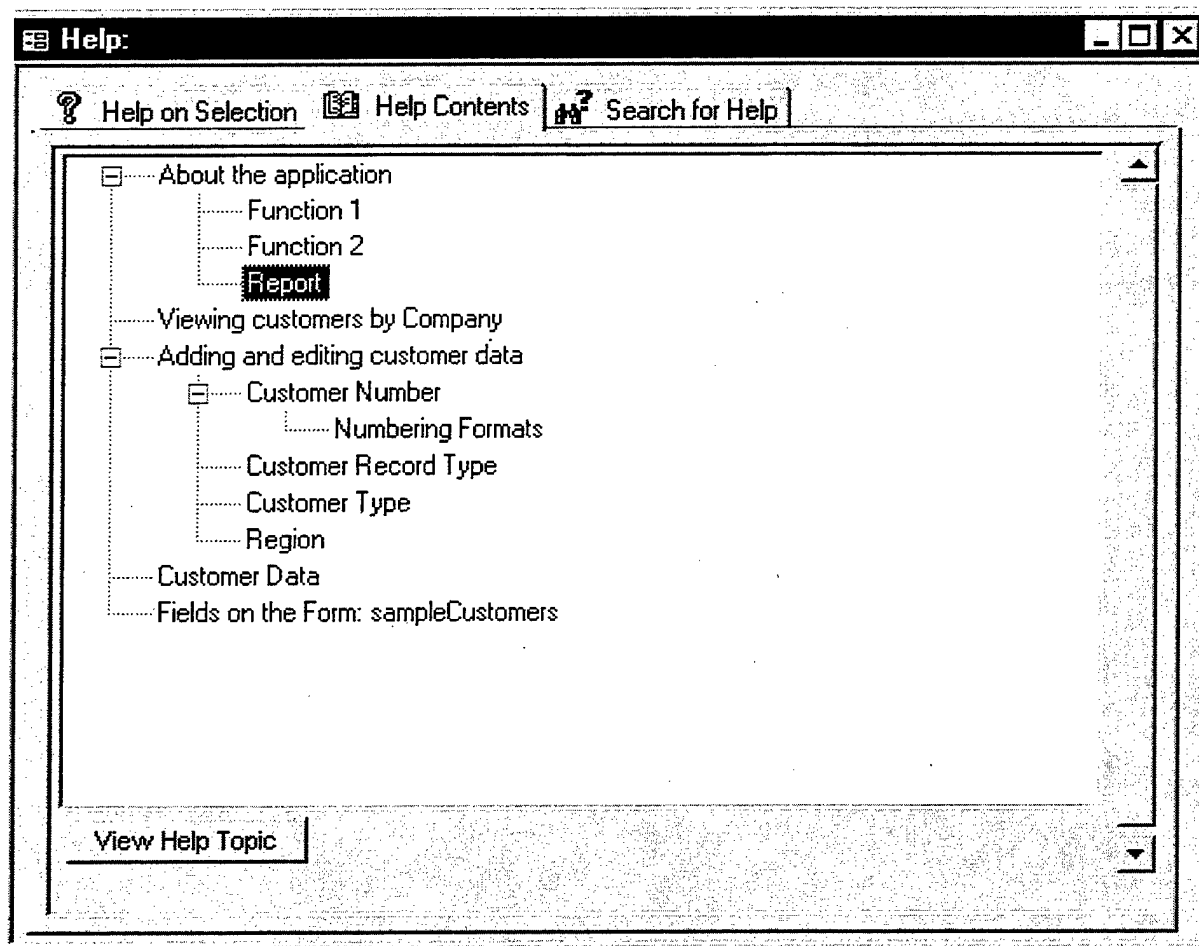 Help:
Help on Selection Help Contents Search for Help
About the application
Function 1
Function 2
Report
Viewing customers by Company
Adding and editing customer data
Customer Number
Numbering Formats
Customer Record Type
Customer Type
Region
Customer Data
Fields on the Form: sampleCustomers
View Help Topic